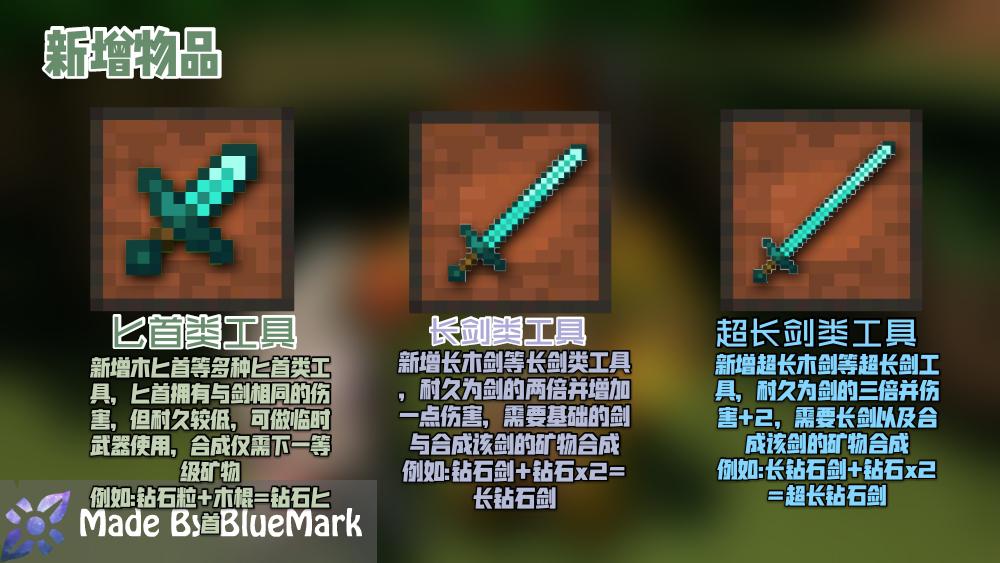 新增物品
匕首类工具
新增木匕首等多种匕首类工
具，匕首拥有与剑相同的伤
害，但耐久较低，可做临时
武器使用，合成仅需下一等
级矿物
例如:钻石粒+木棍=钻石匕
首
长剑类工具
新增长木剑等长剑类工具
，耐久为剑的两倍并增加
一点伤害，需要基础的剑
与合成该剑的矿物合成
例如:钻石剑+钻石x2=
长钻石剑
超长剑类工具
新增超长木剑等超长剑工
具，耐久为剑的三倍并伤
害+2，需要长剑以及合
成该剑的矿物合成
例如:长钻石剑+钻石x2
=超长钻石剑
Made By BlueMark